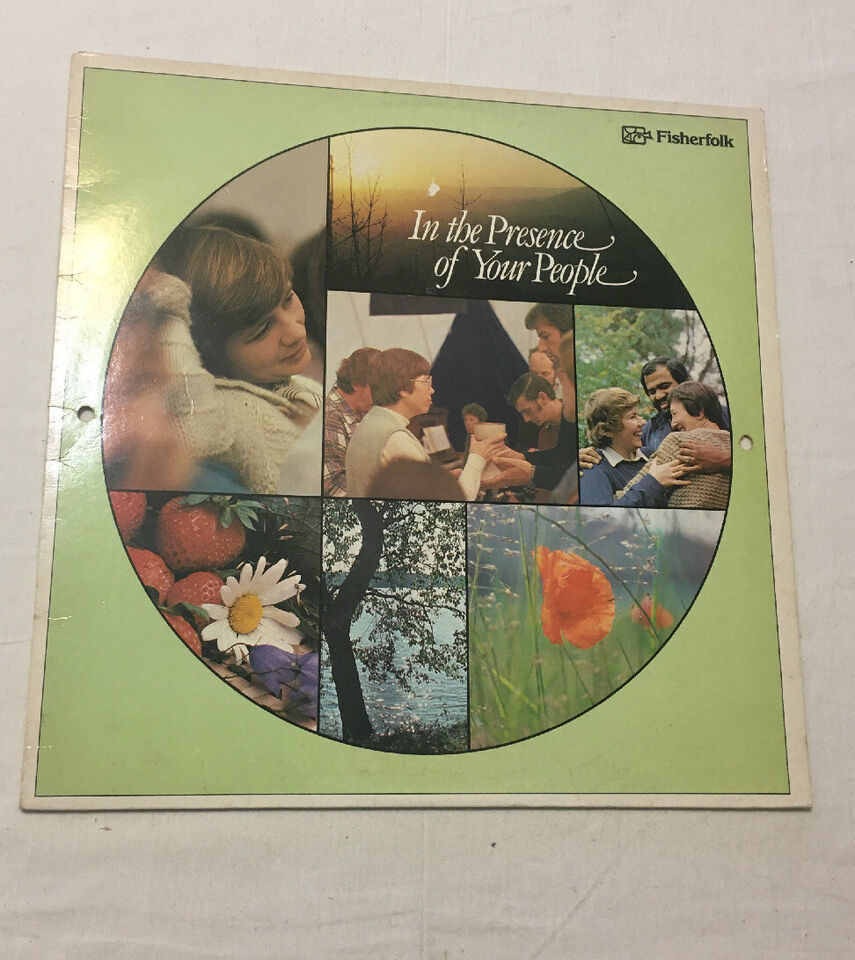 Fisherfolk
In the Presence
of Your People